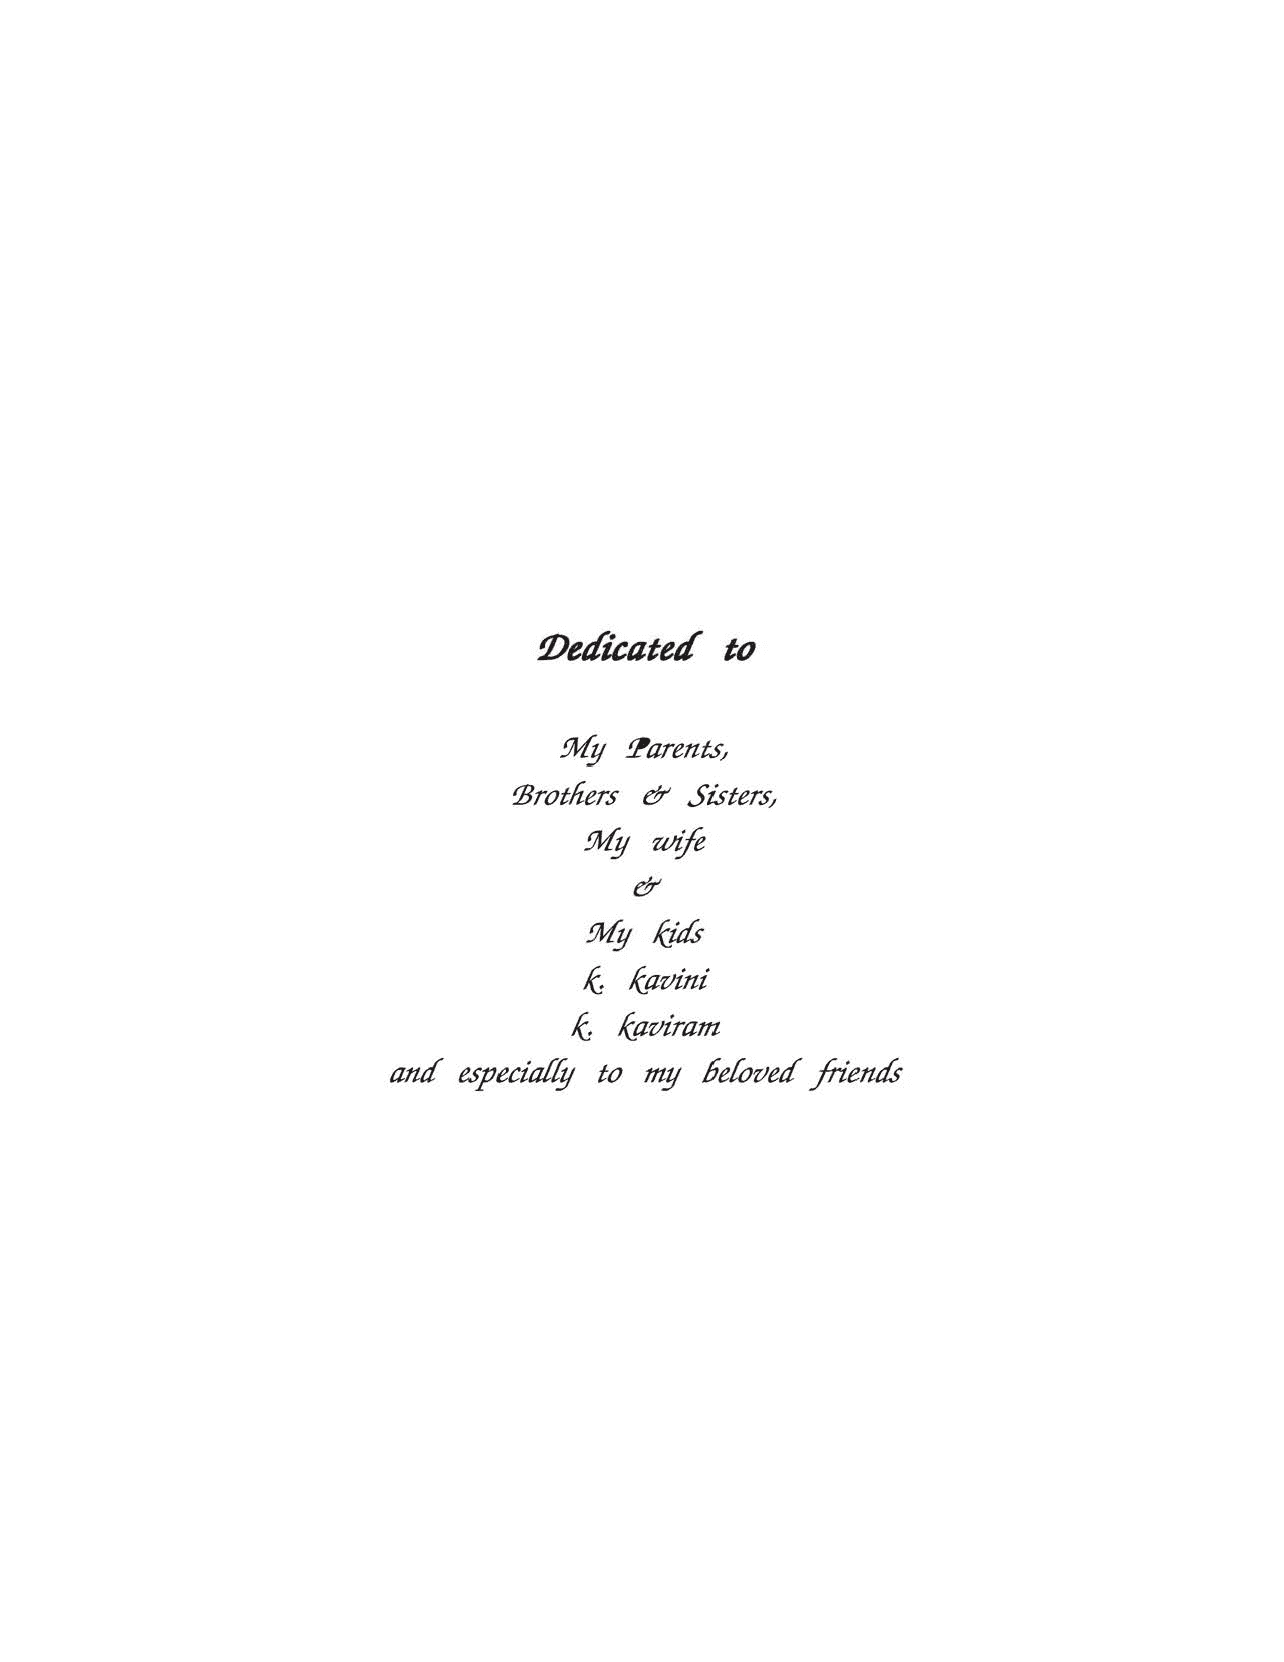 Dedicated to
My Parents,
Brothers & Sisters,
My wife
&
My kids
k. kavini
k. kaviram
and especially to my beloved friends